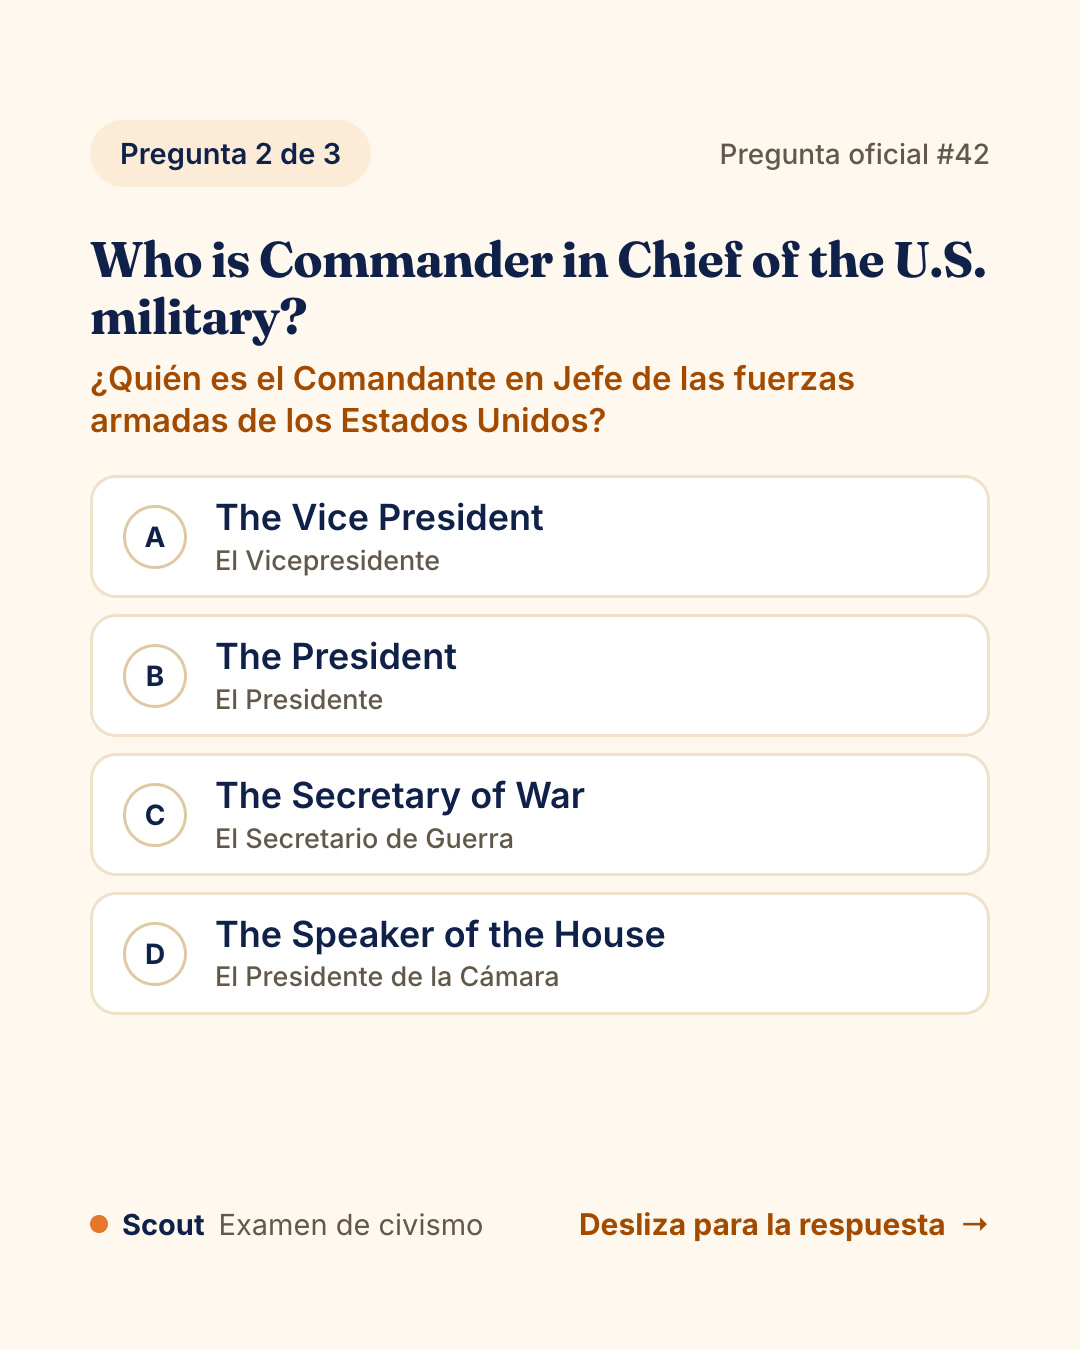 Pregunta 2 de 3
Pregunta oficial #42
Who is Commander in Chief of the U.S.
military?
¿Quién es el Comandante en Jefe de las fuerzas
armadas de los Estados Unidos?
A
The Vice President
El Vicepresidente
B
The President
El Presidente
C
The Secretary of War
El Secretario de Guerra
D
The Speaker of the House
El Presidente de la Cámara
Scout Examen de civismo
Desliza para la respuesta →